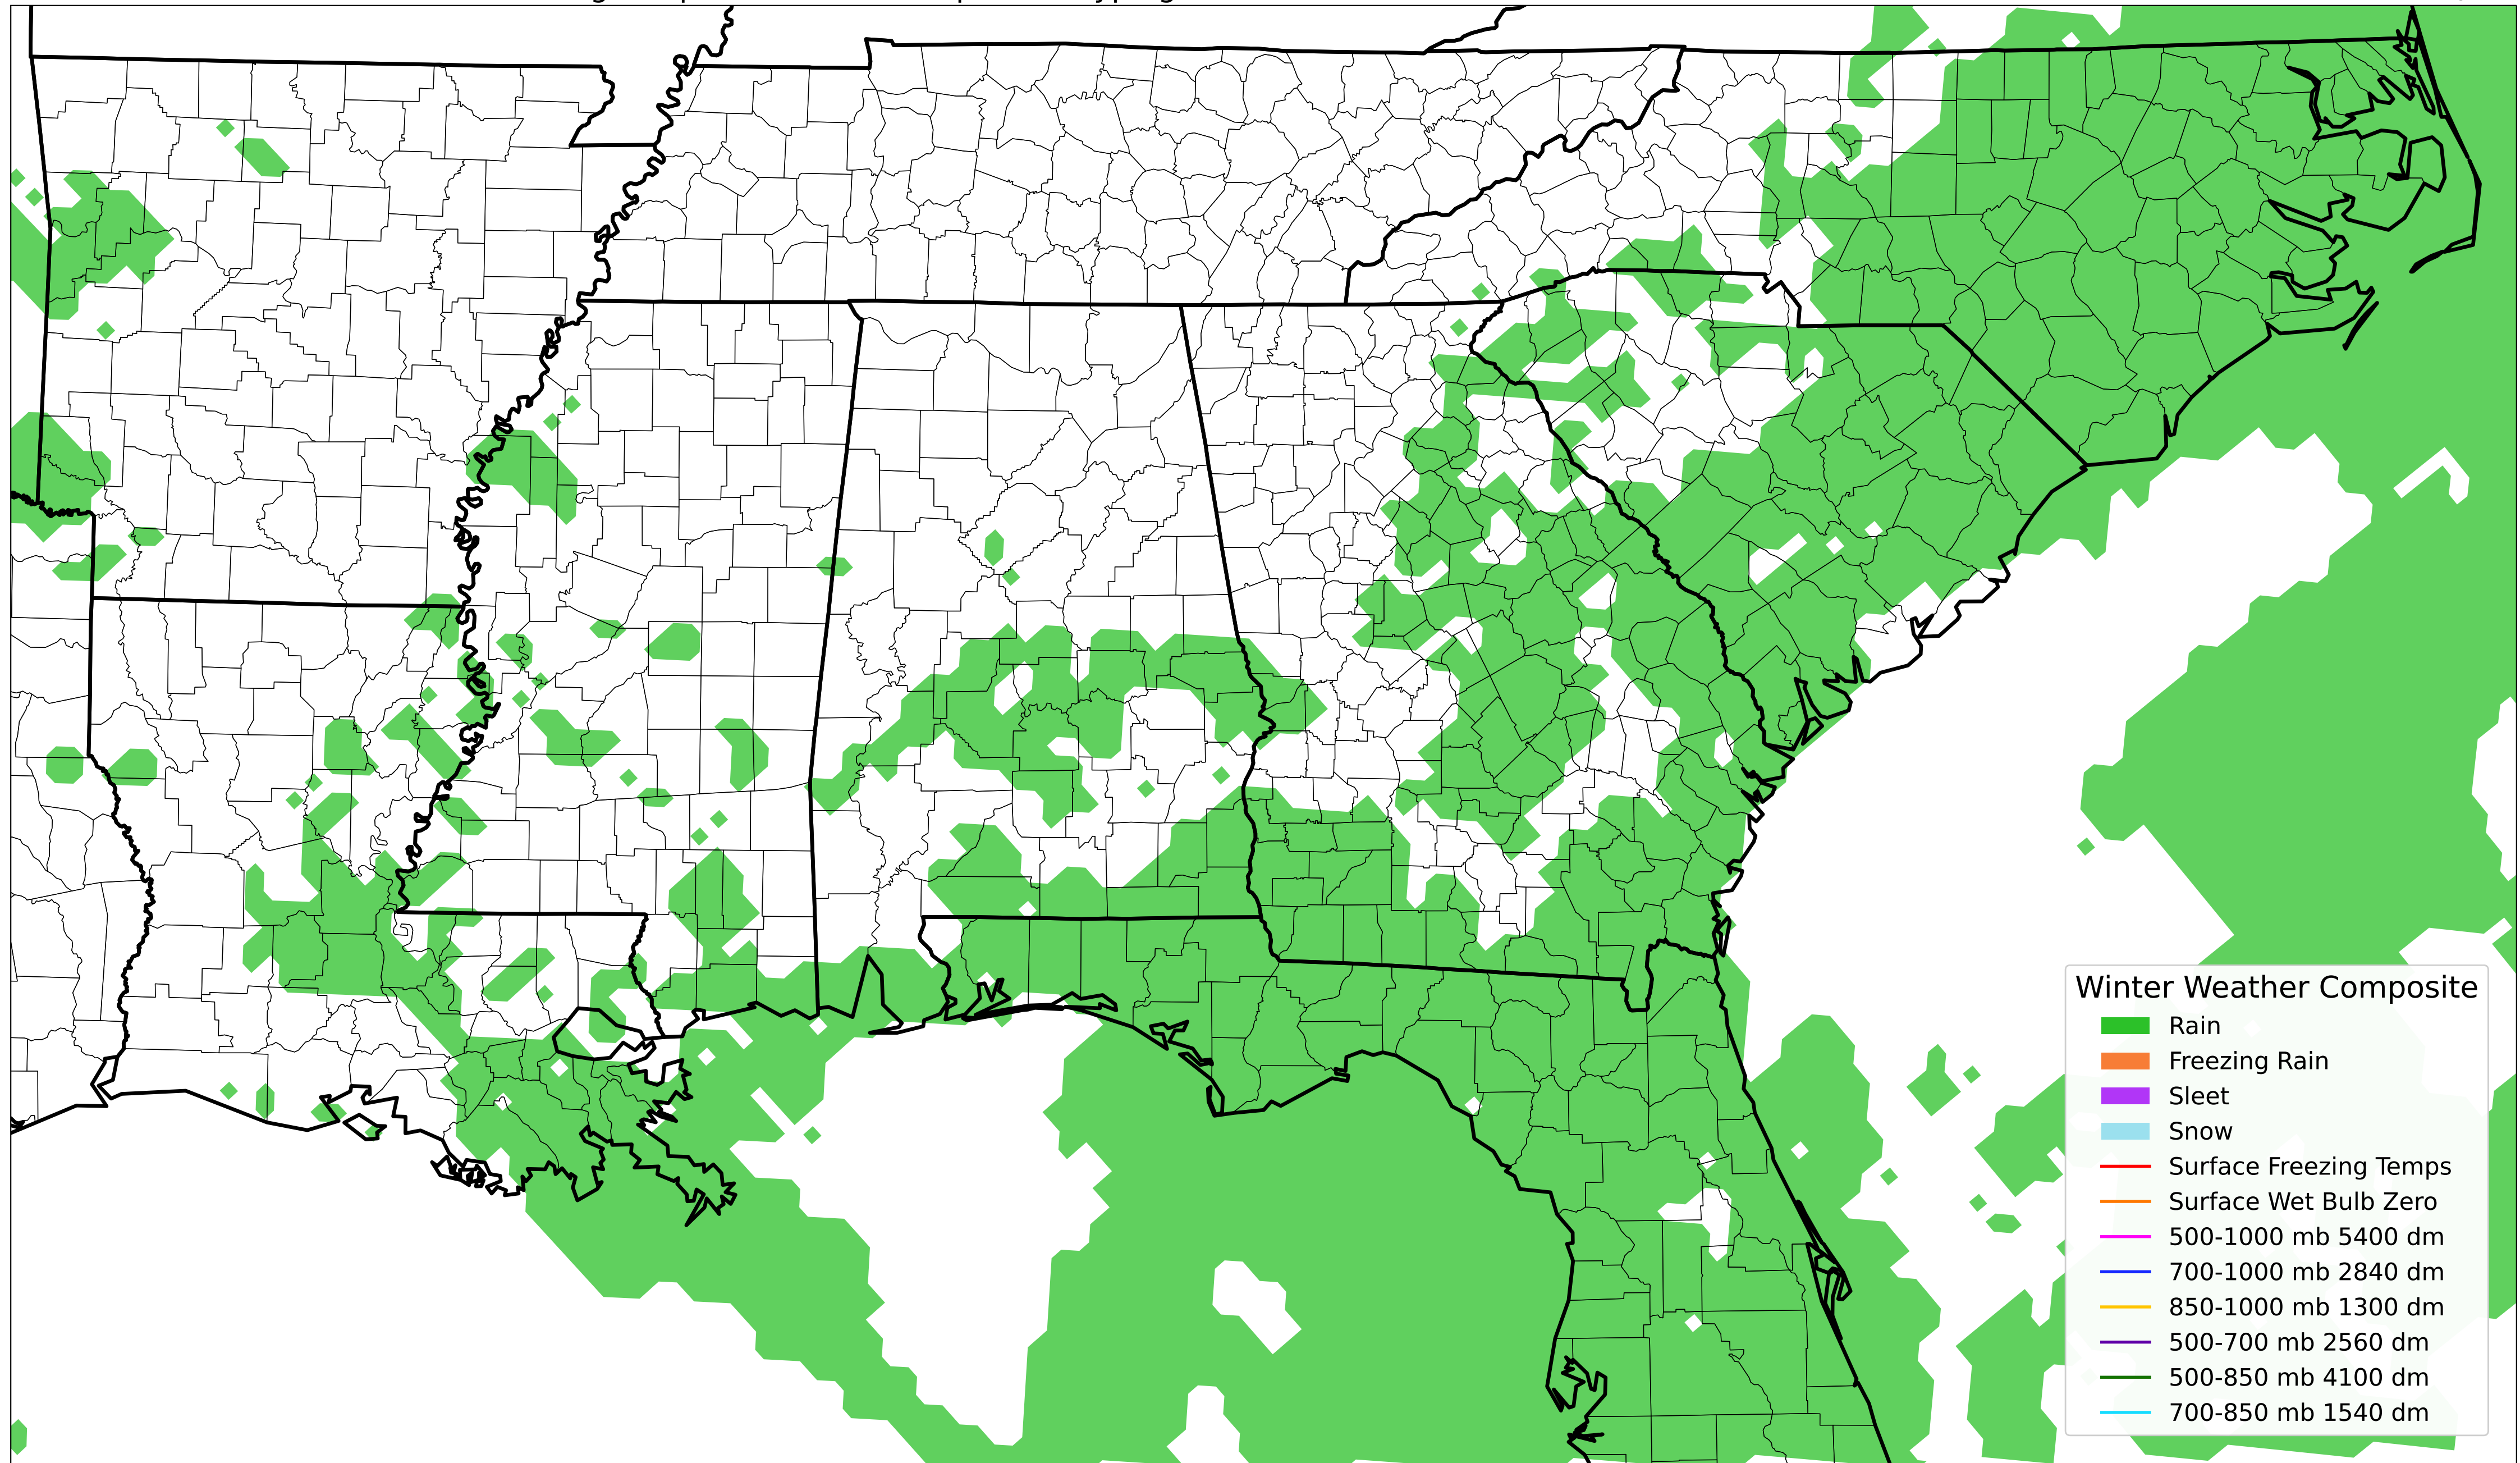 Winter Weather Composite
Rain
Freezing Rain
Sleet
Snow
Surface Freezing Temps
Surface Wet Bulb Zero
500-1000 mb 5400 dm
700-1000 mb 2840 dm
850-1000 mb 1300 dm
500-700 mb 2560 dm
500-850 mb 4100 dm
700-850 mb 1540 dm